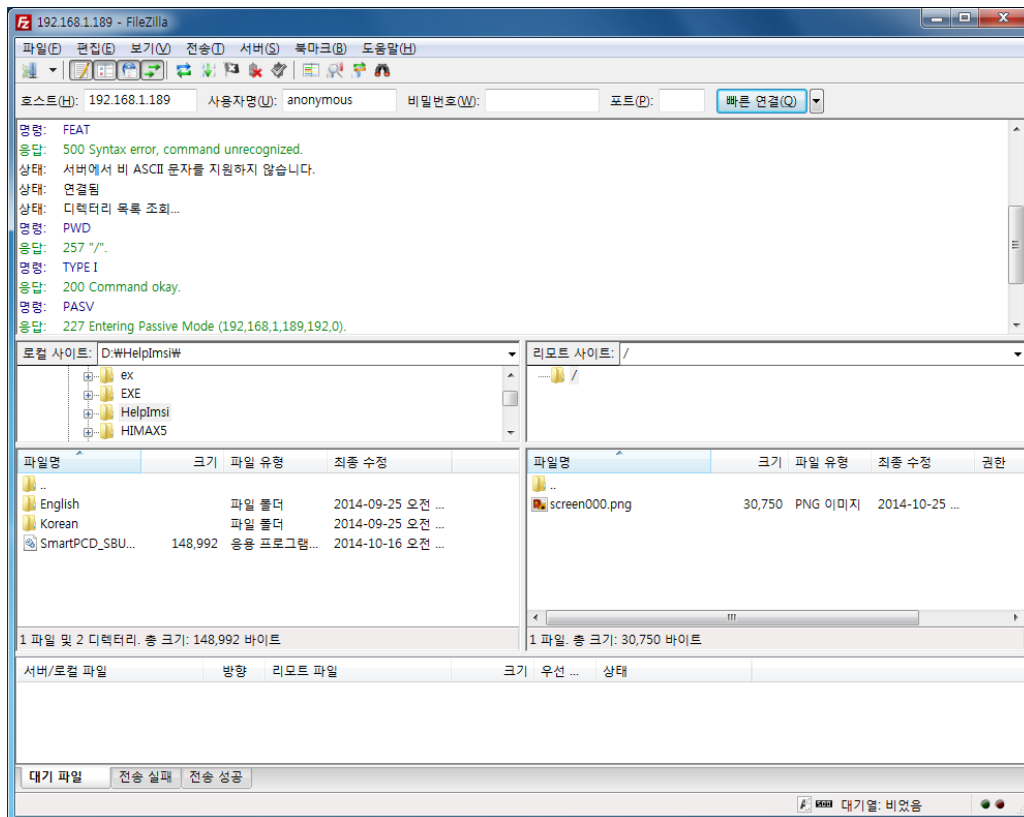 192.168.1.189 - FileZilla
파일(F) 편집(E) 보기(V) 전송(T) 서버(S) 북마크(B) 도움말(H)
호스트(H): 192.168.1.189 사용자명(U): anonymous 비밀번호(W): 포트(P): 빠른 연결(Q)
명령: FEAT
응답: 500 Syntax error, command unrecognized.
상태: 서버에서 비 ASCII 문자를 지원하지 않습니다.
상태: 연결됨
상태: 디렉터리 목록 조회...
명령: PWD
응답: 257 "/".
명령: TYPE I
응답: 200 Command okay.
명령: PASV
응답: 227 Entering Passive Mode (192,168,1,189,192,0).
로컬 사이트: D:₩HelpImsi₩
ex
EXE
HelpImsi
HIMAX5
파일명 크기 파일 유형 최종 수정
..
English 파일 폴더 2014-09-25 오전 ...
Korean 파일 폴더 2014-09-25 오전 ...
SmartPCD_SBU... 148,992 응용 프로그램... 2014-10-16 오전 ...
1 파일 및 2 디렉터리. 총 크기: 148,992 바이트
리모트 사이트: /
/
파일명 크기 파일 유형 최종 수정 권한
..
screen000.png 30,750 PNG 이미지 2014-10-25 ...
1 파일. 총 크기: 30,750 바이트
서버/로컬 파일 방향 리모트 파일 크기 우선 ... 상태
대기 파일 전송 실패 전송 성공
대기열: 비었음